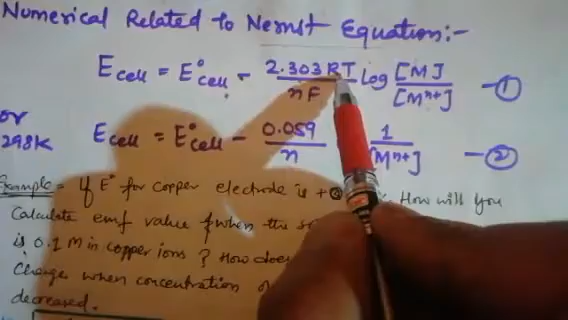 Numerical Related to Nernst Equation:-
Ecell = E°cell - 2.303RT/nF log [M]/[Mn+] - ①
or
298K
Ecell = E°cell - 0.059/n 1/[Mn+] - ②
Example = If E° for copper electrode is + How will you
Calculate emf value when the
is 0.1 M in copper ions ? How does
Change when concentration
decreased.